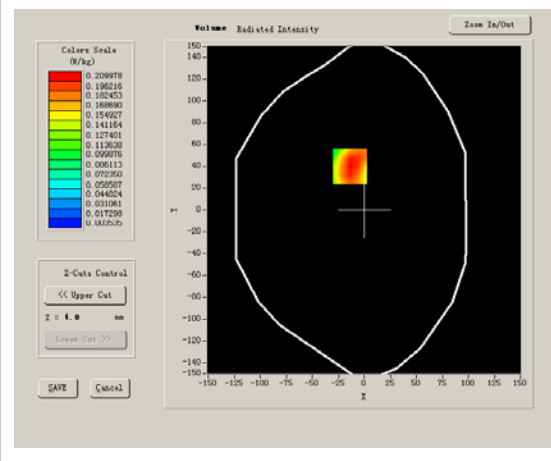 Volume Radiated Intensity
Zoom In/Out
Colors Scale
(W/kg)
0.209978
0.196216
0.182453
0.168690
0.154927
0.141164
0.127401
0.113638
0.099876
0.086113
0.072350
0.058587
0.044824
0.031061
0.017298
0.003535
150
140
120
100
80
60
40
20
0
-20
-40
-60
-80
-100
-120
-140
-150
Y
-150 -125 -100 -75 -50 -25 0 25 50 75 100 125 150
X
Z-Cuts Control
<< Upper Cut
Z = 4.0 mm
Lower Cut >>
SAVE Cancel